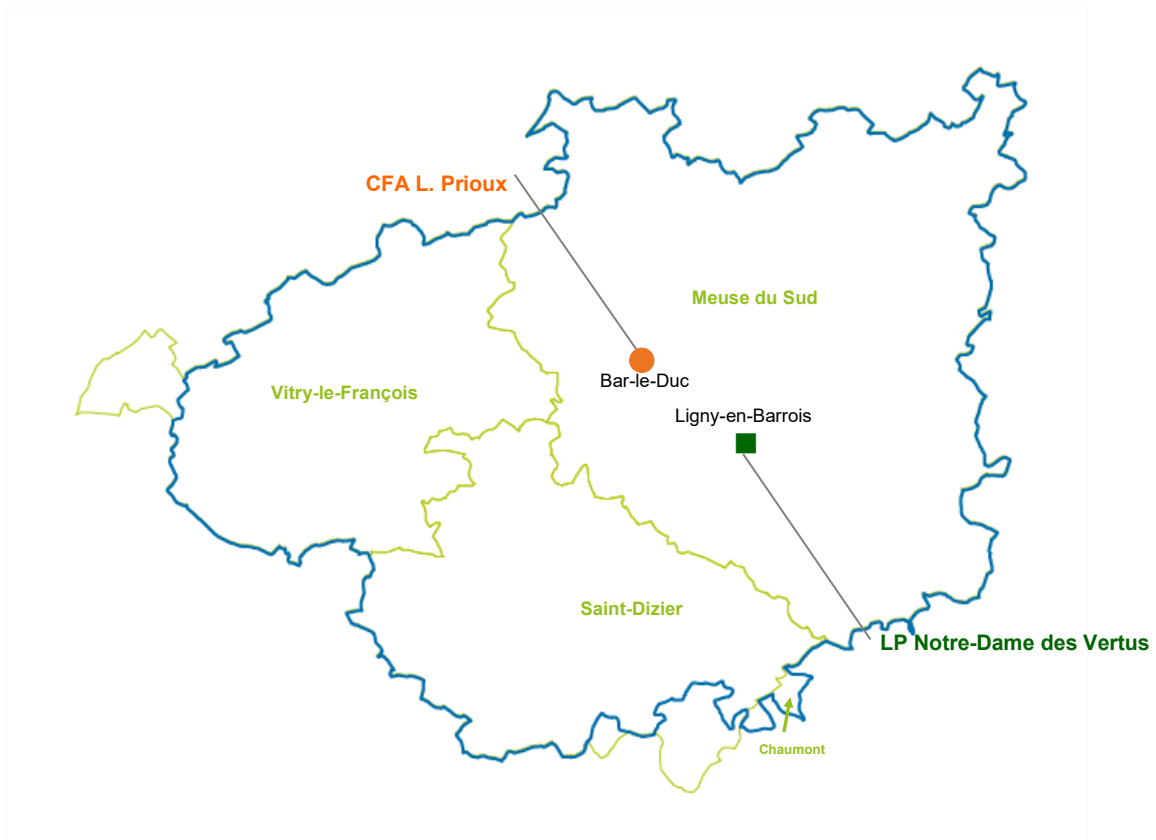 CFA L. Prioux
Meuse du Sud
Bar-le-Duc
Vitry-le-François
Ligny-en-Barrois
Saint-Dizier
LP Notre-Dame des Vertus
Chaumont